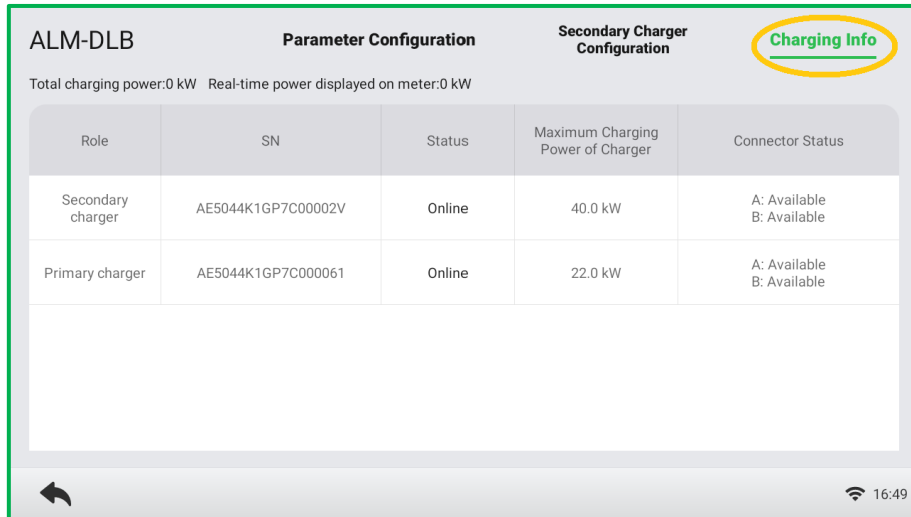 ALM-DLB
Parameter Configuration
Secondary Charger
Configuration
Charging Info
Total charging power:0 kW Real-time power displayed on meter:0 kW
Role
SN
Status
Maximum Charging
Power of Charger
Connector Status
Secondary
charger
AE5044K1GP7C00002V
Online
40.0 kW
A: Available
B: Available
Primary charger
AE5044K1GP7C000061
Online
22.0 kW
A: Available
B: Available
16:49